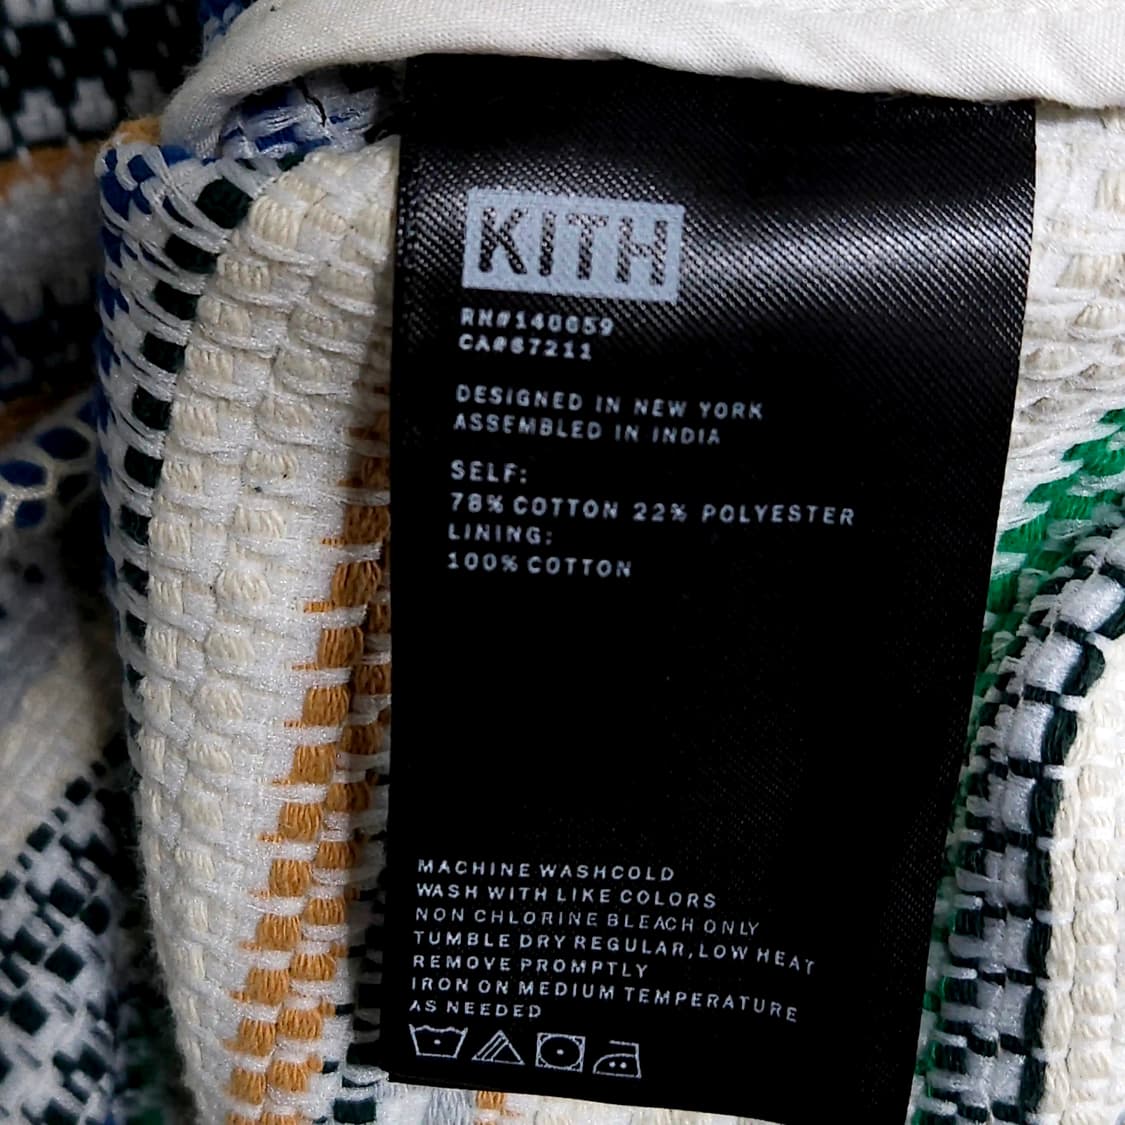 KITH
RN#140659
CA#67211
DESIGNED IN NEW YORK
ASSEMBLED IN INDIA
SELF:
78% COTTON 22% POLYESTER
LINING:
100% COTTON
MACHINE WASHCOLD
WASH WITH LIKE COLORS
NON CHLORINE BLEACH ONLY
TUMBLE DRY REGULAR, LOW HEAT
REMOVE PROMPTLY
IRON ON MEDIUM TEMPERATURE
AS NEEDED